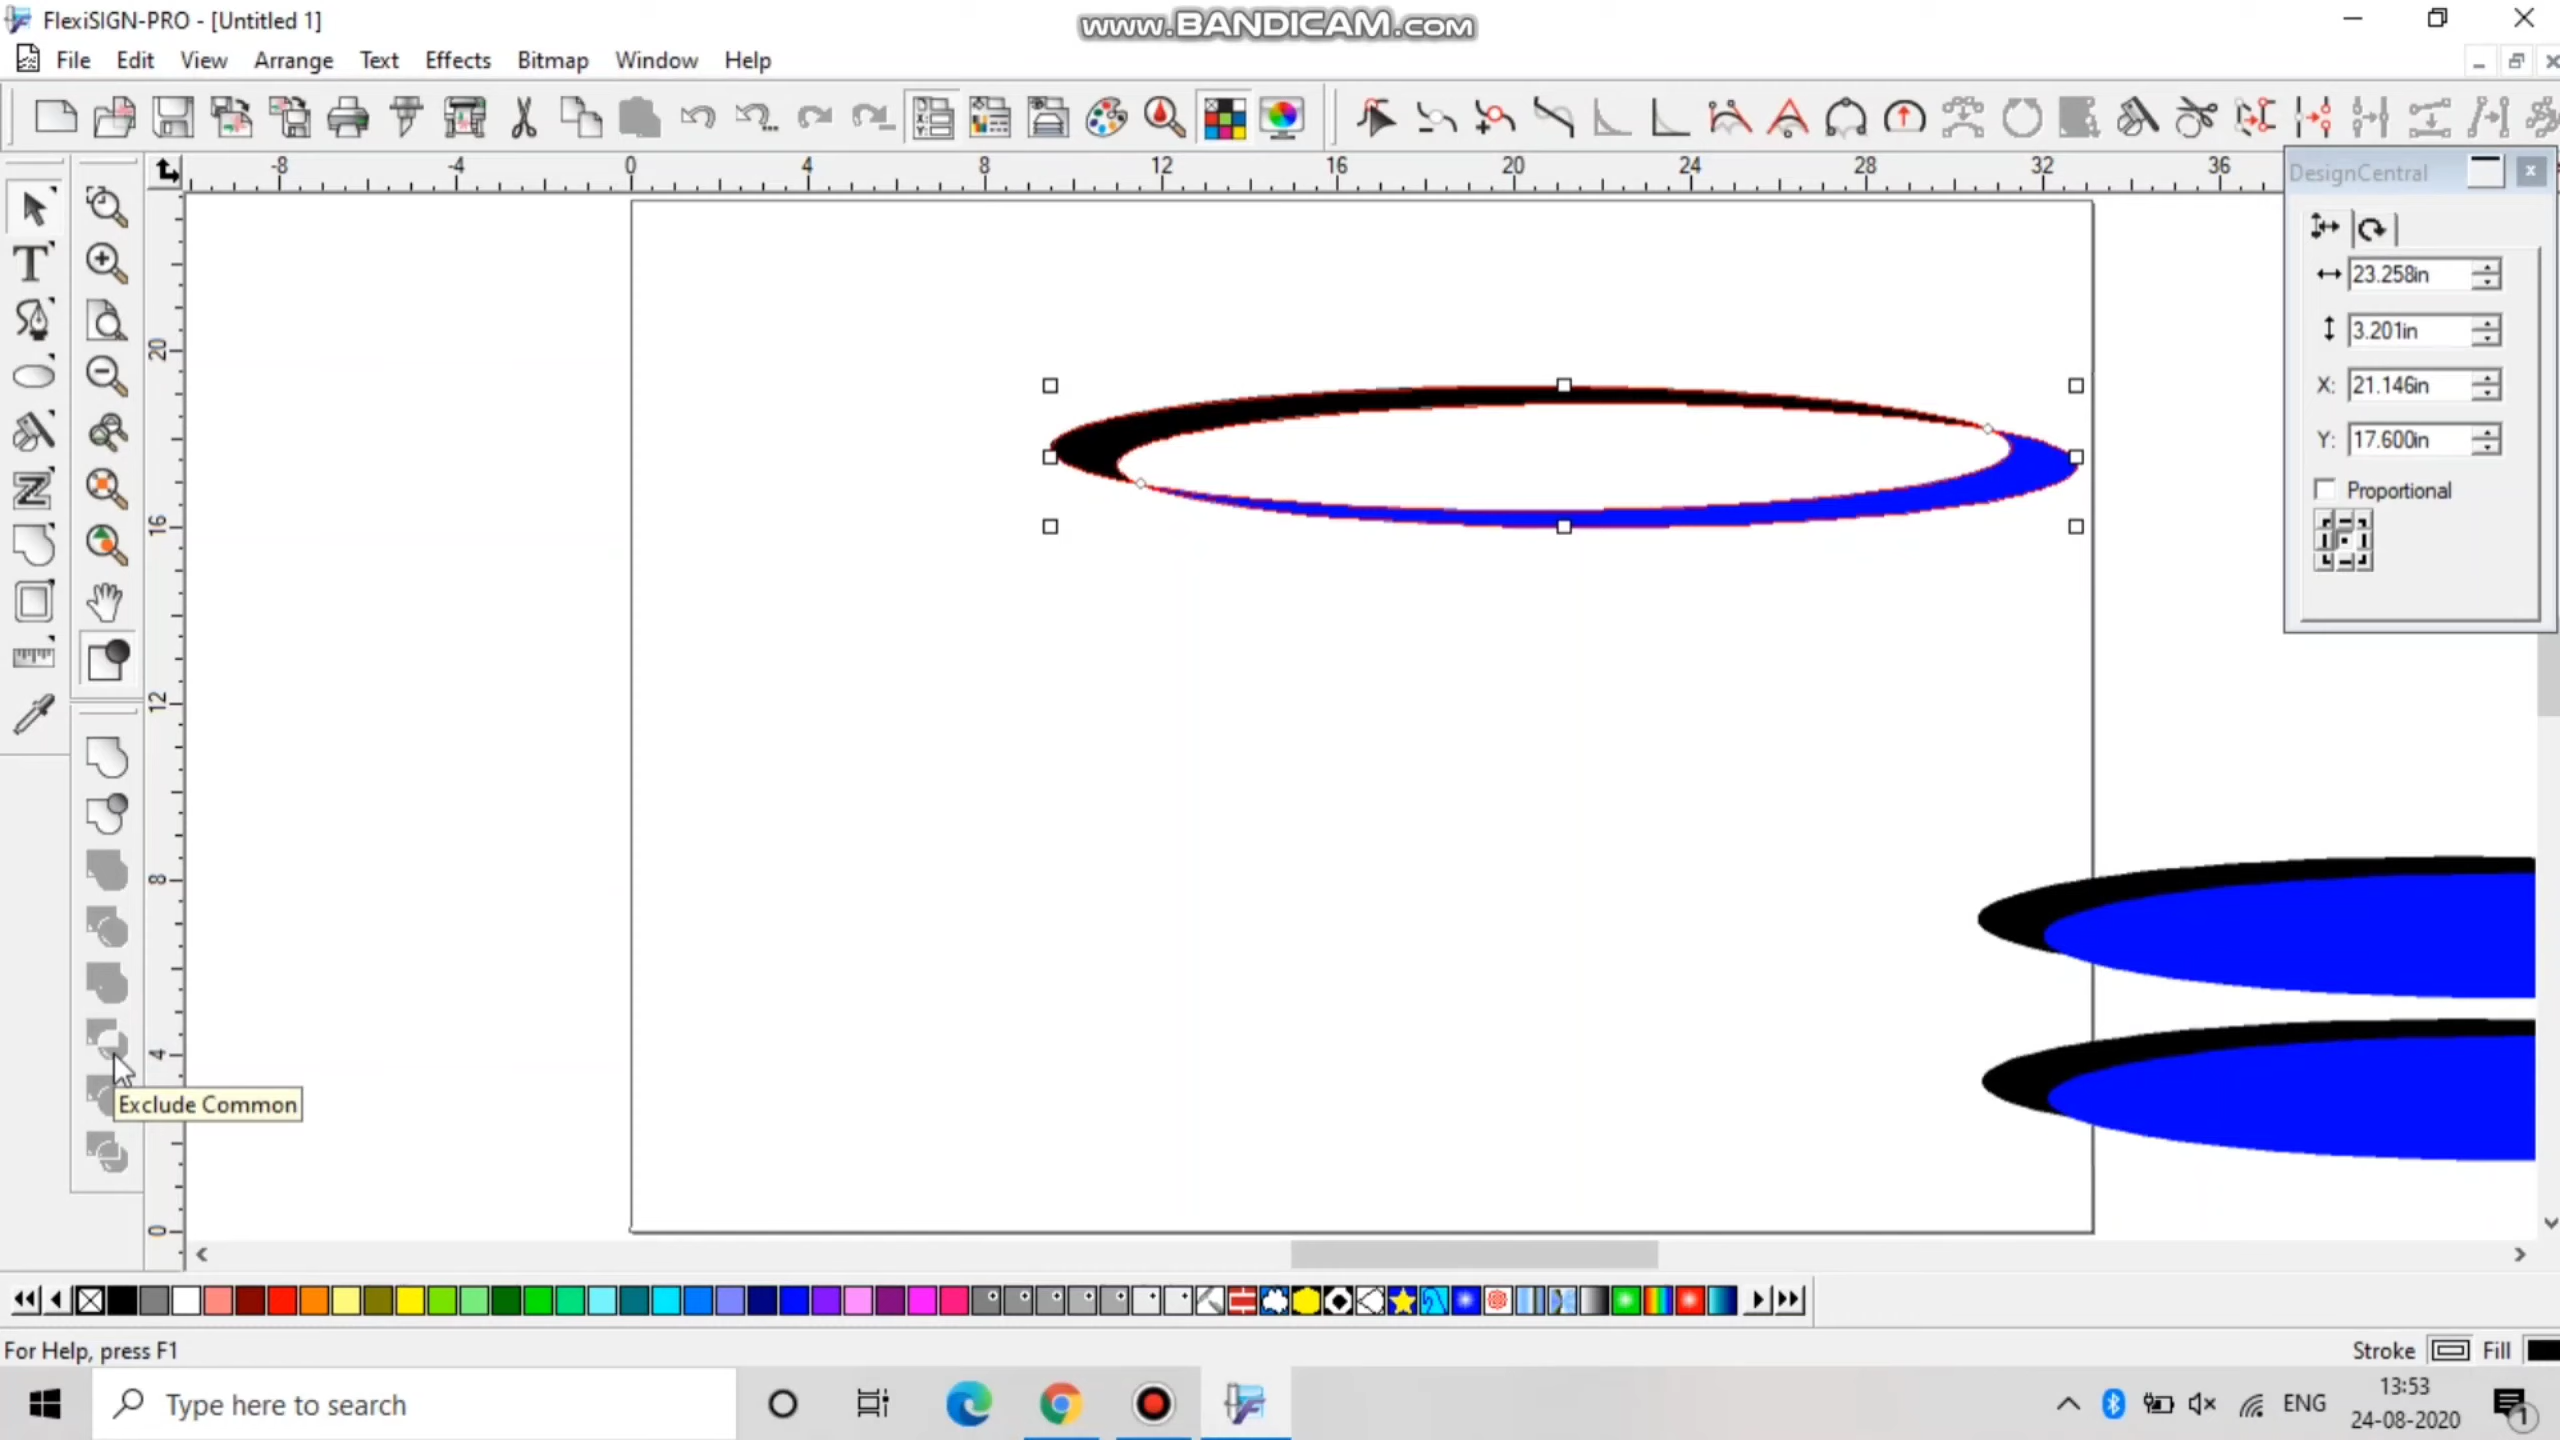 FlexiSIGN-PRO - [Untitled 1]
www.BANDICAM.com
File Edit View Arrange Text Effects Bitmap Window Help
-8 -4 0 4 8 12 16 20 24 28 32 36
DesignCentral
23.258in
3.201in
X: 21.146in
Y: 17.600in
Proportional
20
16
12
8
4
0
Exclude Common
For Help, press F1
Stroke Fill
Type here to search
ENG
13:53
24-08-2020
1